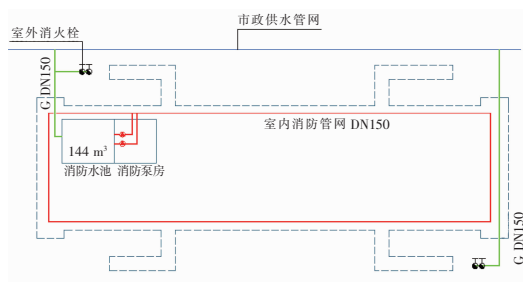 市政供水管网
室外消火栓
G DN150
室内消防管网 DN150
144 m³
消防水池 消防泵房
G DN150